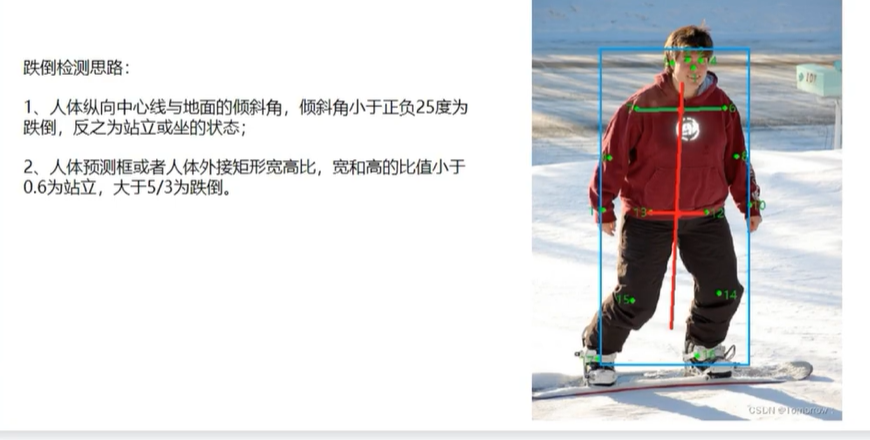 跌倒检测思路：
1、人体纵向中心线与地面的倾斜角，倾斜角小于正负25度为
跌倒，反之为站立或坐的状态；
2、人体预测框或者人体外接矩形宽高比，宽和高的比值小于
0.6为站立，大于5/3为跌倒。
6
8
10
13
12
15
14
CSDN @Tomorrow